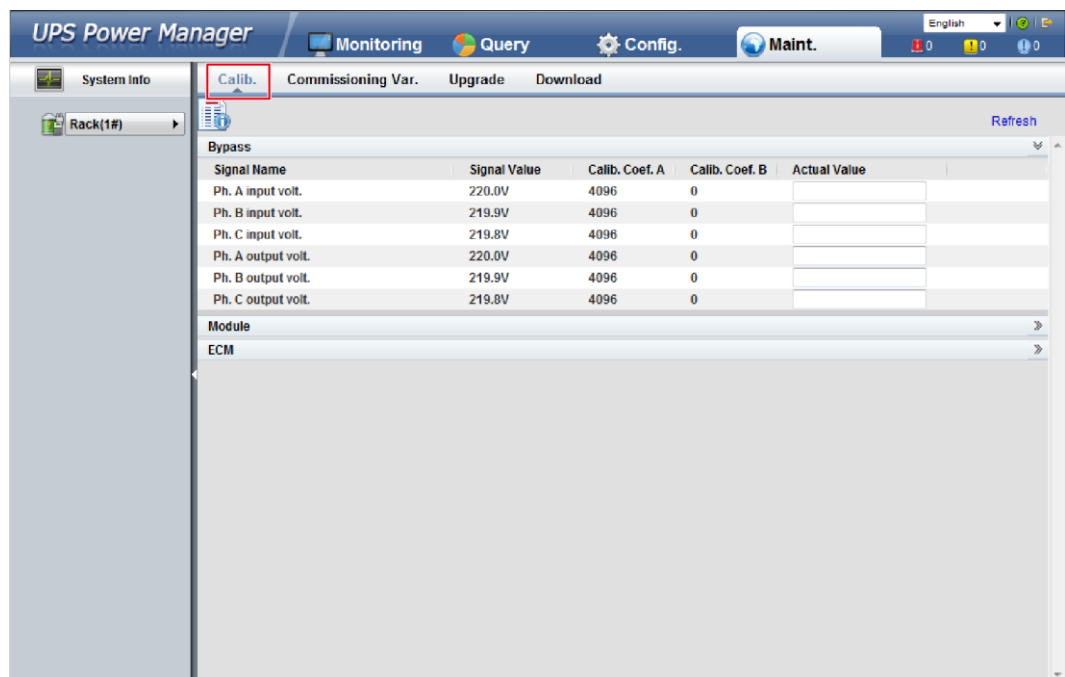 UPS Power Manager
Monitoring Query Config. Maint.
English
0 0 0
System Info
Rack(1#)
Calib. Commissioning Var. Upgrade Download
Refresh
Bypass
Signal Name Signal Value Calib. Coef. A Calib. Coef. B Actual Value
Ph. A input volt. 220.0V 4096 0
Ph. B input volt. 219.9V 4096 0
Ph. C input volt. 219.8V 4096 0
Ph. A output volt. 220.0V 4096 0
Ph. B output volt. 219.9V 4096 0
Ph. C output volt. 219.8V 4096 0
Module
ECM